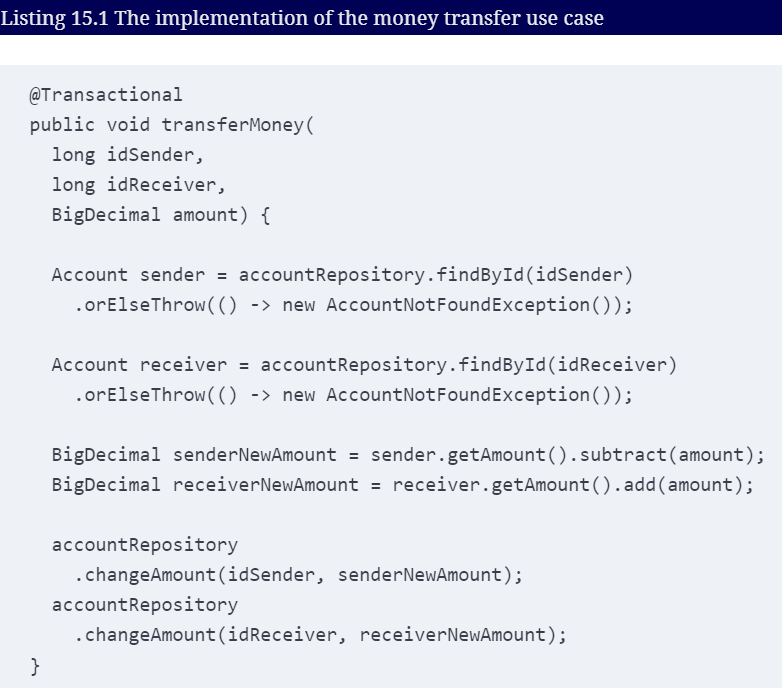 Listing 15.1 The implementation of the money transfer use case
@Transactional
public void transferMoney(
  long idSender,
  long idReceiver,
  BigDecimal amount) {
  Account sender = accountRepository.findById(idSender)
    .orElseThrow(() -> new AccountNotFoundException());
  Account receiver = accountRepository.findById(idReceiver)
    .orElseThrow(() -> new AccountNotFoundException());
  BigDecimal senderNewAmount = sender.getAmount().subtract(amount);
  BigDecimal receiverNewAmount = receiver.getAmount().add(amount);
  accountRepository
    .changeAmount(idSender, senderNewAmount);
  accountRepository
    .changeAmount(idReceiver, receiverNewAmount);
}